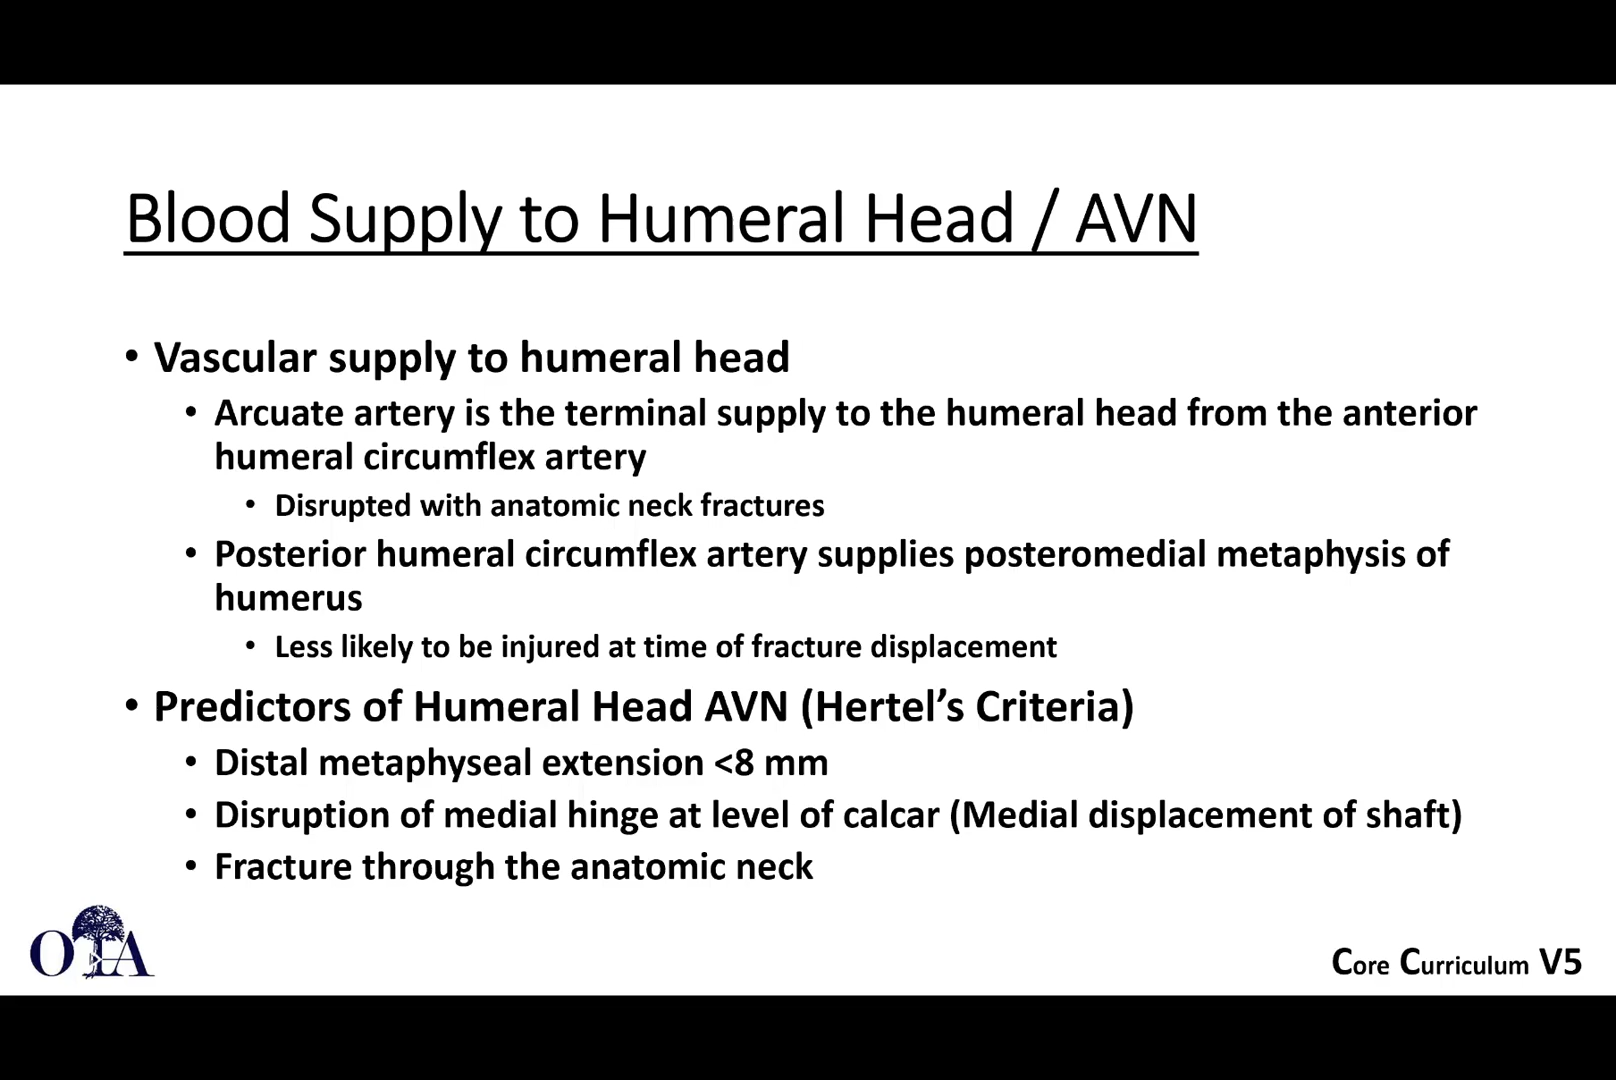 Blood Supply to Humeral Head / AVN
• Vascular supply to humeral head
• Arcuate artery is the terminal supply to the humeral head from the anterior
humeral circumflex artery
• Disrupted with anatomic neck fractures
• Posterior humeral circumflex artery supplies posteromedial metaphysis of
humerus
• Less likely to be injured at time of fracture displacement
• Predictors of Humeral Head AVN (Hertel’s Criteria)
• Distal metaphyseal extension <8 mm
• Disruption of medial hinge at level of calcar (Medial displacement of shaft)
• Fracture through the anatomic neck
OTA
Core Curriculum V5